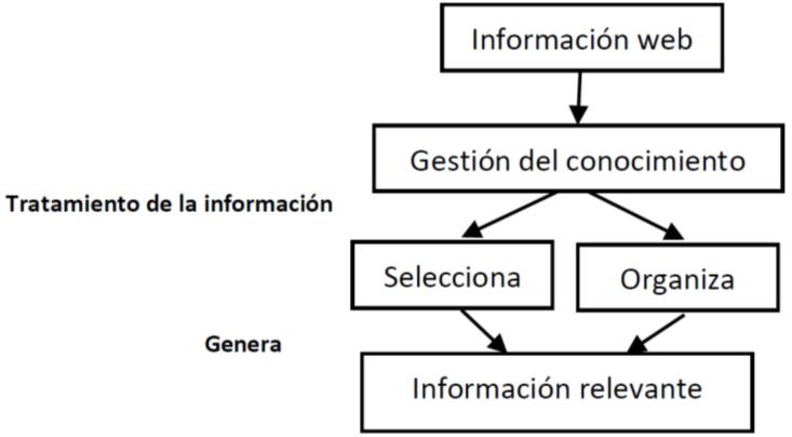 Información web
Gestión del conocimiento
Tratamiento de la información
Selecciona
Organiza
Genera
Información relevante